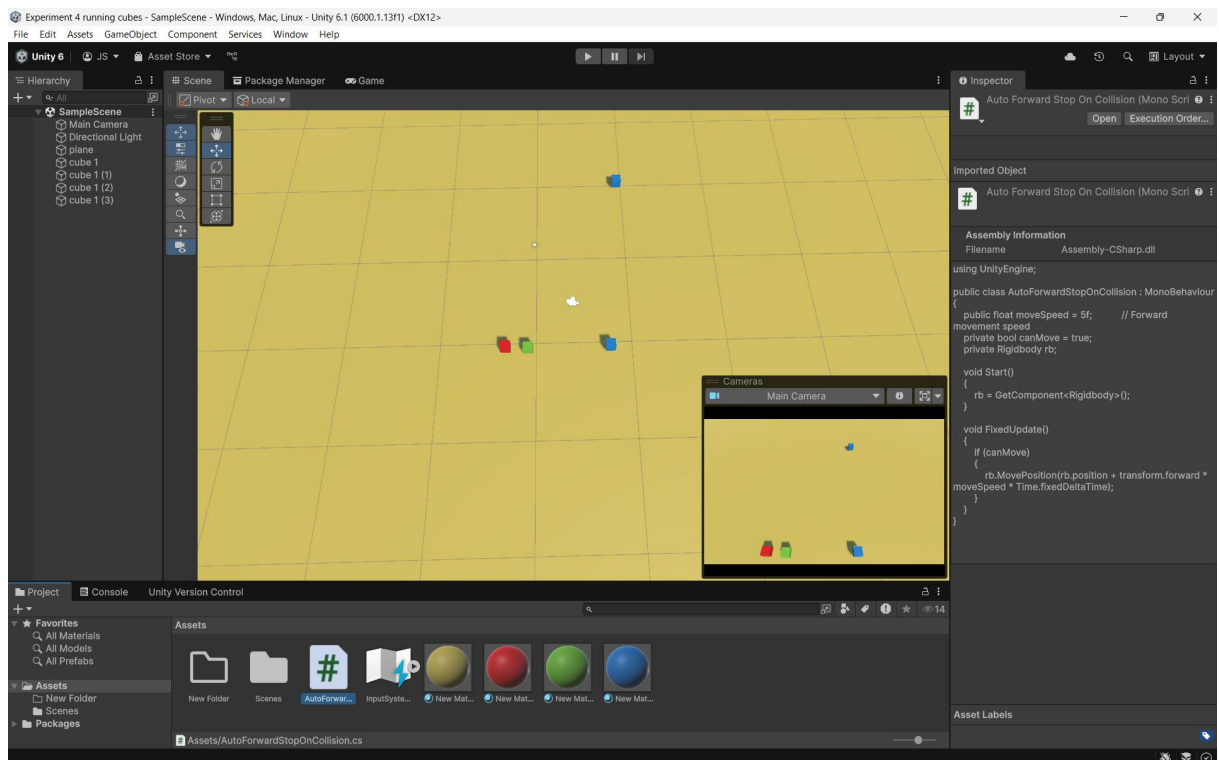 Experiment 4 running cubes - SampleScene - Windows, Mac, Linux - Unity 6.1 (6000.1.13f1) <DX12>
File Edit Assets GameObject Component Services Window Help
Unity 6 JS Asset Store Layout
Hierarchy
All
SampleScene
Main Camera
Directional Light
plane
cube 1
cube 1 (1)
cube 1 (2)
cube 1 (3)
Scene Package Manager Game
Pivot Local
Cameras
Main Camera
Inspector
Auto Forward Stop On Collision (Mono Scri
Open Execution Order...
Imported Object
Auto Forward Stop On Collision (Mono Scri
Assembly Information
Filename Assembly-CSharp.dll
using UnityEngine;
public class AutoForwardStopOnCollision : MonoBehaviour
{
public float moveSpeed = 5f; // Forward
movement speed
private bool canMove = true;
private Rigidbody rb;
void Start()
{
rb = GetComponent<Rigidbody>();
}
void FixedUpdate()
{
if (canMove)
{
rb.MovePosition(rb.position + transform.forward *
moveSpeed * Time.fixedDeltaTime);
}
}
}
Asset Labels
Project Console Unity Version Control
14
Favorites
All Materials
All Models
All Prefabs
Assets
New Folder
Scenes
Packages
Assets
New Folder Scenes AutoForwar... InputSyste... New Mat... New Mat... New Mat... New Mat...
Assets/AutoForwardStopOnCollision.cs